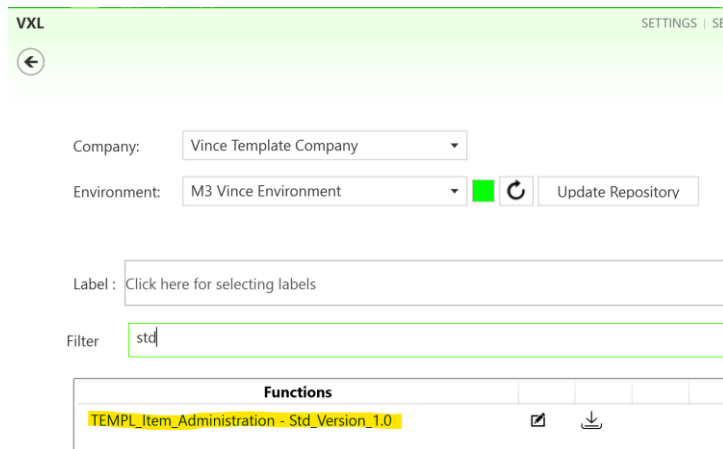 VXL
SETTINGS |
Company: Vince Template Company
Environment: M3 Vince Environment Update Repository
Label : Click here for selecting labels
Filter std
Functions
TEMPL_Item_Administration - Std_Version_1.0